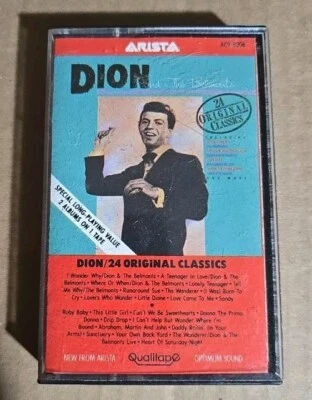 ARISTA
DION
And The Belmonts
24
ORIGINAL
CLASSICS
SPECIAL LONG-PLAYING VALUE
2 ALBUMS ON 1 TAPE
DION/24 ORIGINAL CLASSICS
I Wonder Why/Dion & The Belmonts • A Teenager In Love/Dion & The
Belmonts • Where Or When/Dion & The Belmonts • Lonely Teenager • Tell
Me Why/The Belmonts • Runaround Sue • The Wanderer • (I Was) Born To
Cry • Lovers Who Wander • Little Diane • Love Came To Me • Sandy
Ruby Baby • This Little Girl • Can't We Be Sweethearts • Donna The Prima
Donna • Drip Drop • I Can't Help But Wonder Where I'm
Bound • Abraham, Martin And John • Daddy Rollin' (In Your
Arms) • Sanctuary • Your Own Back Yard • The Wanderer/Dion & The
Belmonts Live • Heart Of Saturday Night
NEW FROM ARISTA
Qualitape
OPTIMUM SOUND